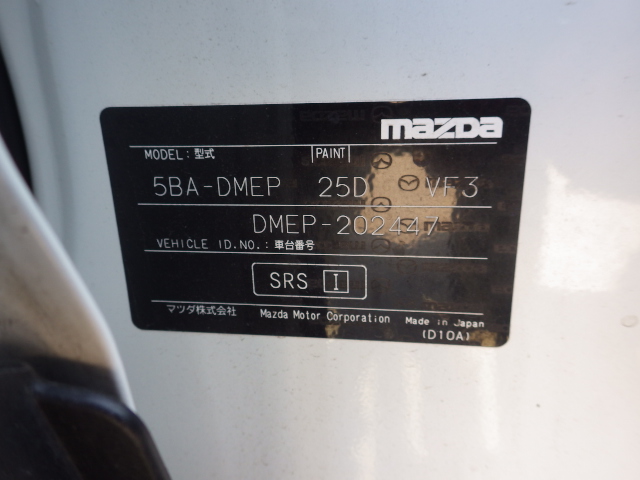 mazda
MODEL: 型式 PAINT
5BA-DMEP 25D VF3
DMEP-202447
VEHICLE ID.NO.: 車台番号
SRS I
マツダ株式会社 Mazda Motor Corporation Made in Japan
(D10A)